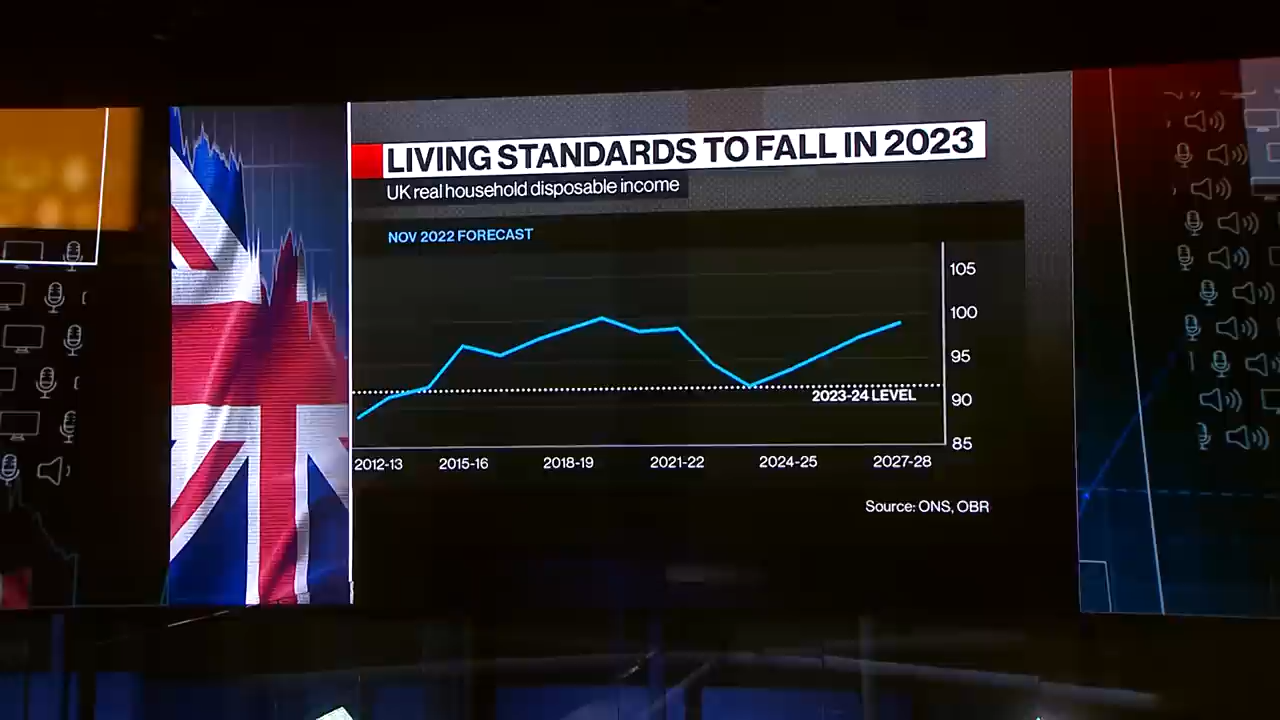 LIVING STANDARDS TO FALL IN 2023
UK real household disposable income
NOV 2022 FORECAST
105
100
95
90
85
2023-24 LEVEL
2012-13 2015-16 2018-19 2021-22 2024-25 2027-28
Source: ONS, OBR